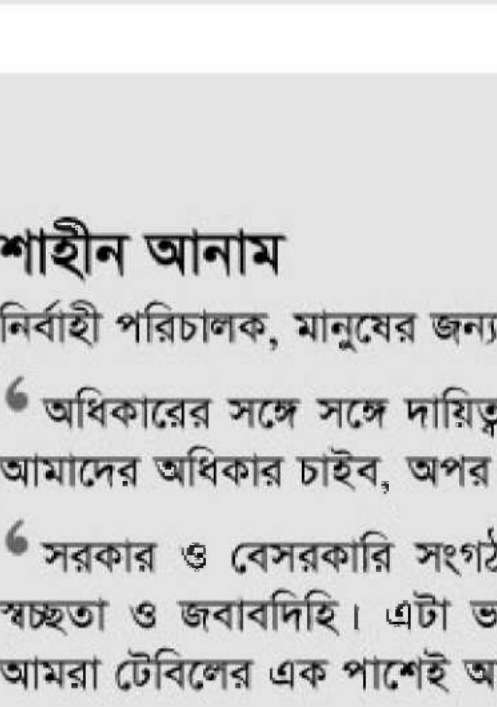 শাহীন আনাম
নির্বাহী পরিচালক, মানুষের জন্য
‘ অধিকারের সঙ্গে সঙ্গে দায়িত্ব
আমাদের অধিকার চাইব, অপর
‘ সরকার ও বেসরকারি
স্বচ্ছতা ও জবাবদিহি। এটা
আমরা টেবিলের এক পাশেই